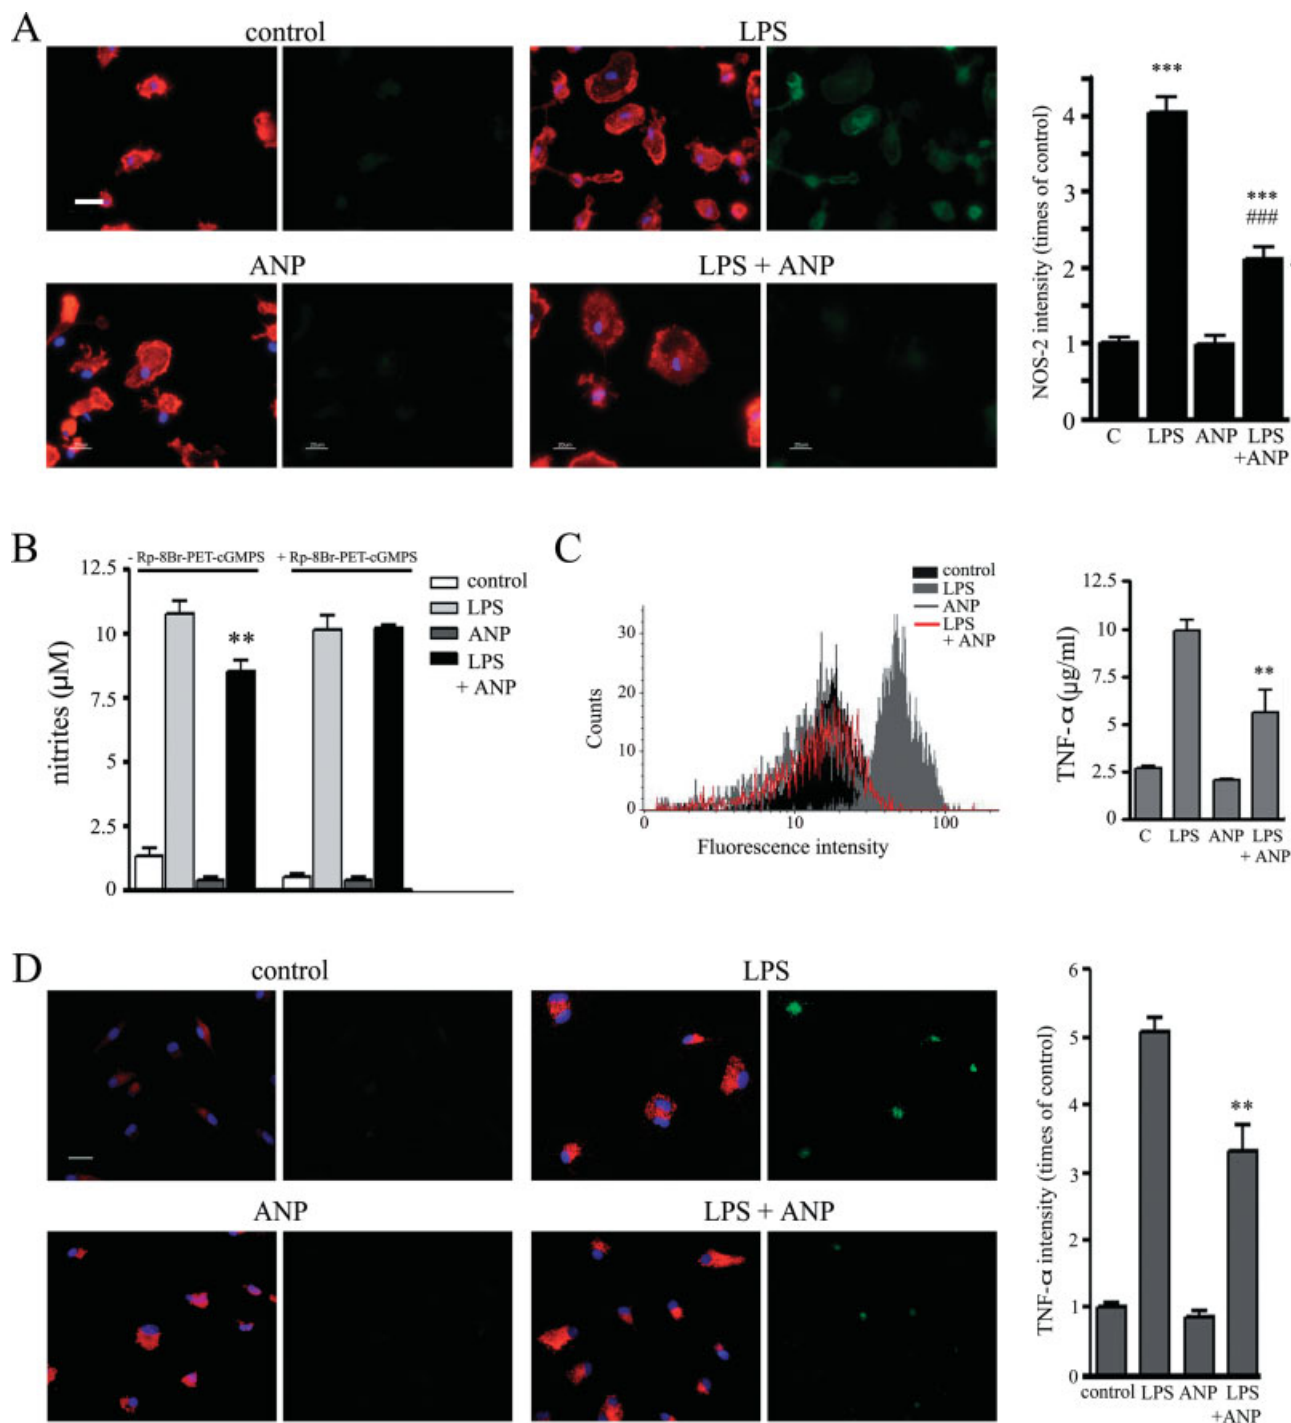 A
control
LPS
ANP
LPS + ANP
20μm
20μm
20μm
20μm
NOS-2 intensity (times of control)
4
4
2
1
0
***
***
###
C
LPS
ANP
LPS
+ANP
B
- Rp-8Br-PET-cGMPS
+ Rp-8Br-PET-cGMPS
nitrites (μM)
12.5
10
7.5
5
2.5
0
**
control
LPS
ANP
LPS
+ ANP
C
control
LPS
ANP
LPS
+ ANP
Counts
30
20
10
0
0
10
100
Fluorescence intensity
TNF-α (μg/ml)
12.5
10
7.5
5
2.5
0
**
C
LPS
ANP
LPS
+ ANP
D
control
LPS
ANP
LPS + ANP
TNF-α intensity (times of control)
6
5
4
3
2
1
0
**
control
LPS
ANP
LPS
+ANP